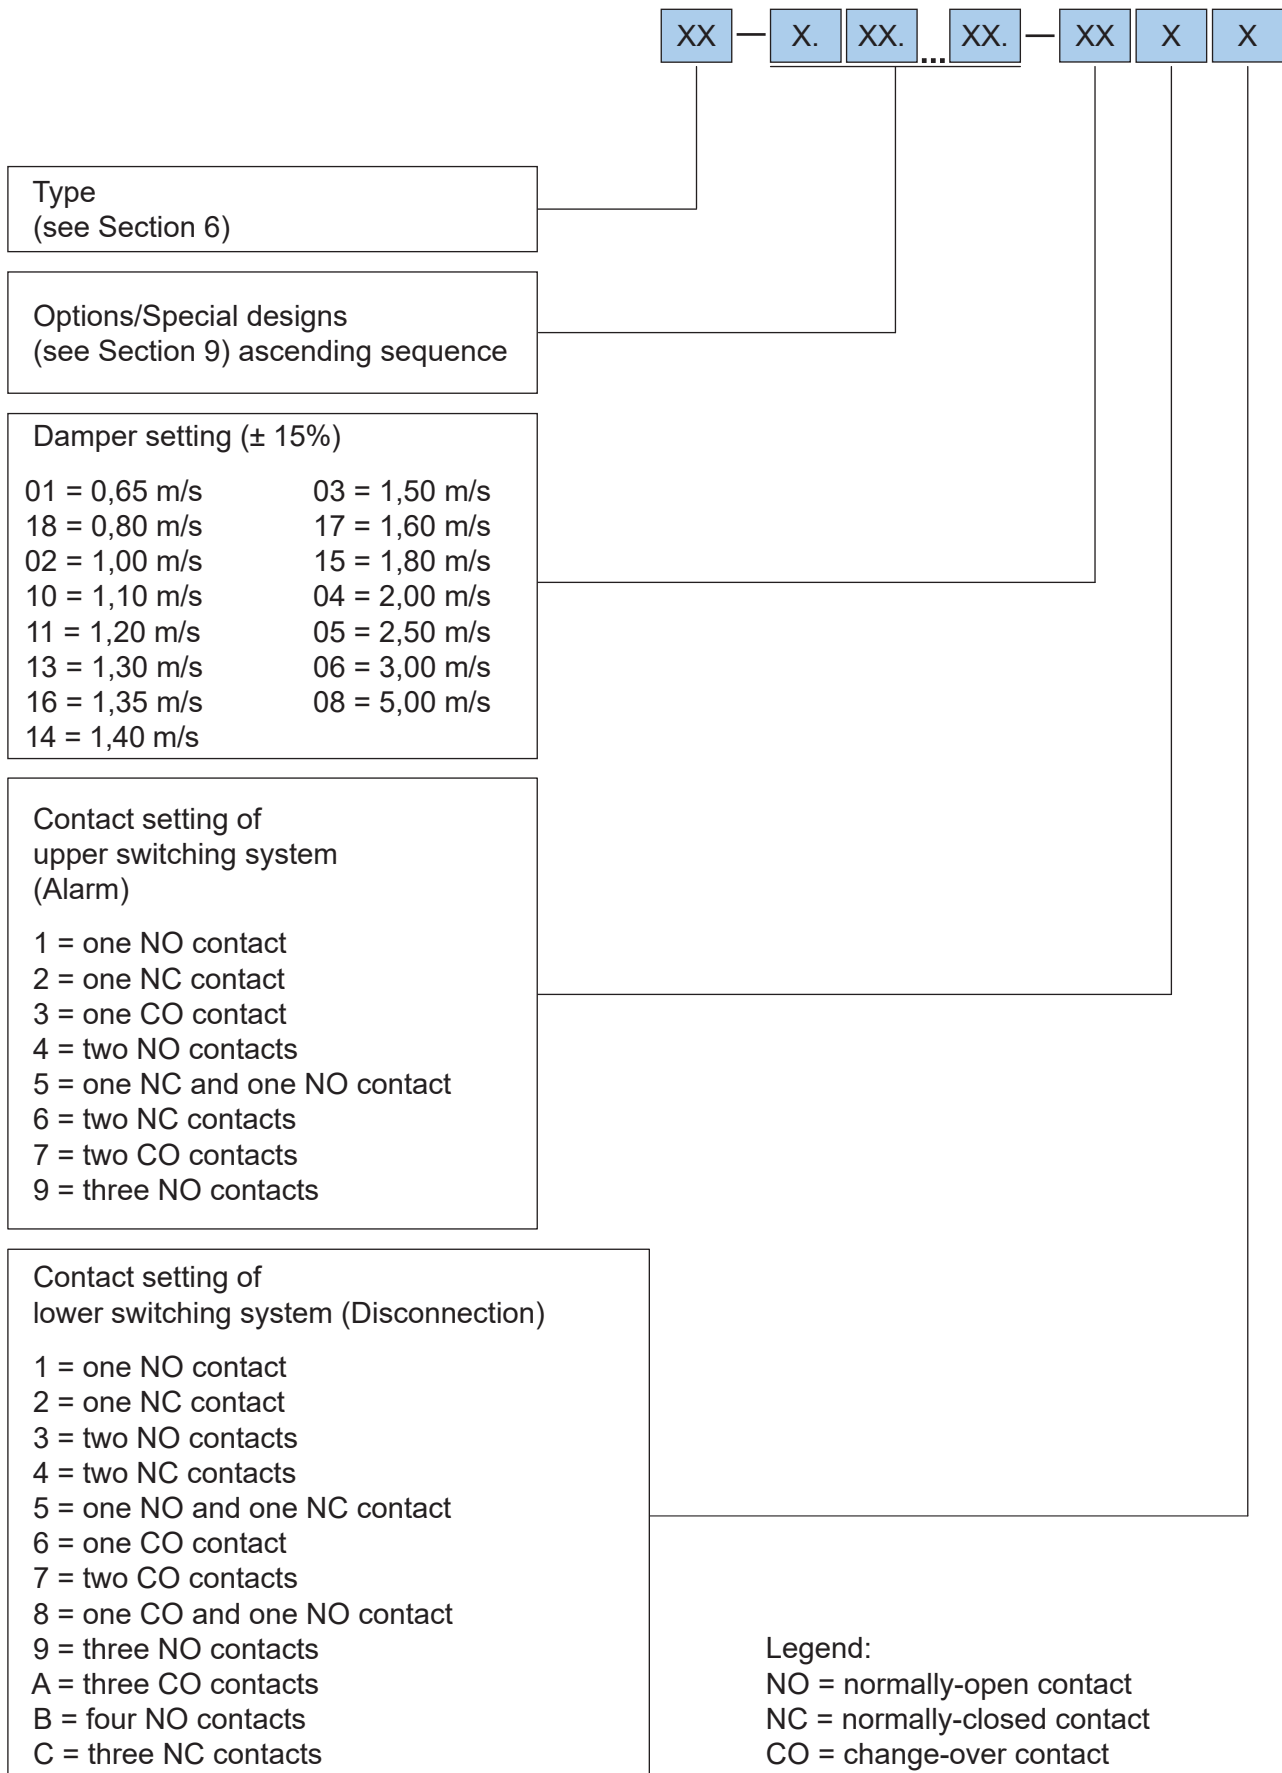 XX — X. XX. ... XX. — XX X X
Type
(see Section 6)
Options/Special designs
(see Section 9) ascending sequence
Damper setting (± 15%)
01 = 0,65 m/s
18 = 0,80 m/s
02 = 1,00 m/s
10 = 1,10 m/s
11 = 1,20 m/s
13 = 1,30 m/s
16 = 1,35 m/s
14 = 1,40 m/s
03 = 1,50 m/s
17 = 1,60 m/s
15 = 1,80 m/s
04 = 2,00 m/s
05 = 2,50 m/s
06 = 3,00 m/s
08 = 5,00 m/s
Contact setting of
upper switching system
(Alarm)
1 = one NO contact
2 = one NC contact
3 = one CO contact
4 = two NO contacts
5 = one NC and one NO contact
6 = two NC contacts
7 = two CO contacts
9 = three NO contacts
Contact setting of
lower switching system (Disconnection)
1 = one NO contact
2 = one NC contact
3 = two NO contacts
4 = two NC contacts
5 = one NO and one NC contact
6 = one CO contact
7 = two CO contacts
8 = one CO and one NO contact
9 = three NO contacts
A = three CO contacts
B = four NO contacts
C = three NC contacts
Legend:
NO = normally-open contact
NC = normally-closed contact
CO = change-over contact